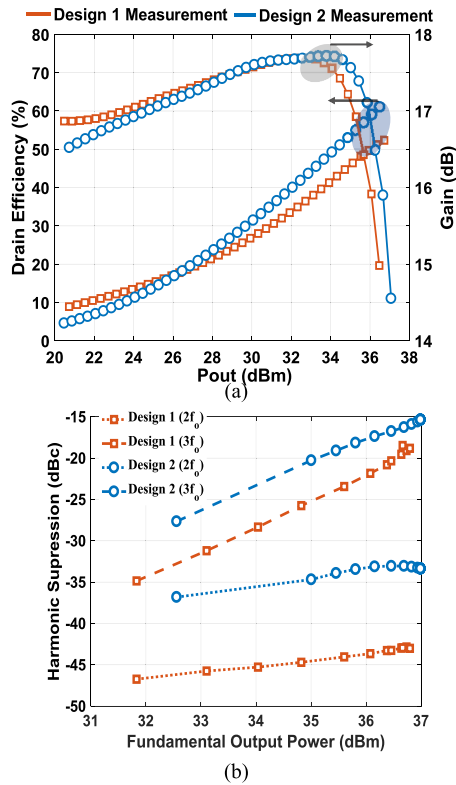 Design 1 Measurement Design 2 Measurement
Drain Efficiency (%)
80
70
60
50
40
30
20
10
0
18
17
16
15
14
Gain (dB)
20 22 24 26 28 30 32 34 36 38
Pout (dBm)
(a)
Design 1 (2fo)
Design 1 (3fo)
Design 2 (2fo)
Design 2 (3fo)
Harmonic Supression (dBc)
-15
-20
-25
-30
-35
-40
-45
-50
31 32 33 34 35 36 37
Fundamental Output Power (dBm)
(b)